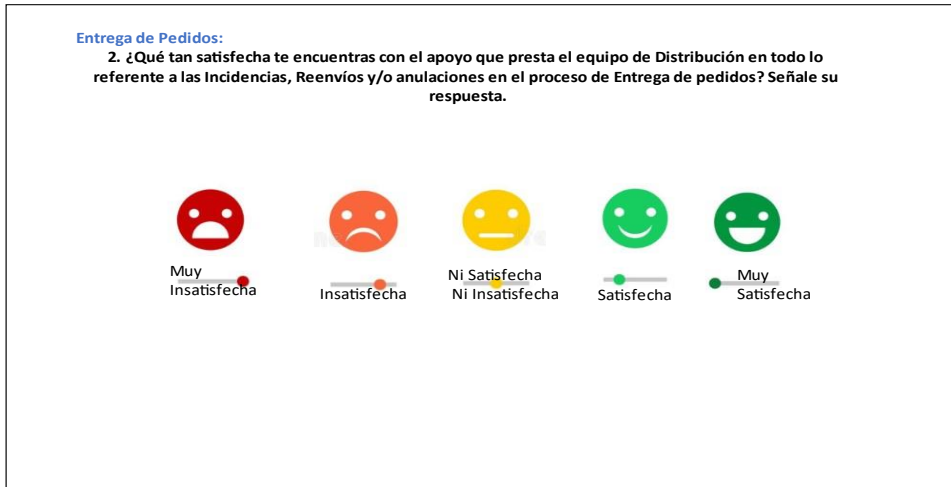 Entrega de Pedidos:
2. ¿Qué tan satisfecha te encuentras con el apoyo que presta el equipo de Distribución en todo lo
referente a las Incidencias, Reenvíos y/o anulaciones en el proceso de Entrega de pedidos? Señale su
respuesta.
Muy
Insatisfecha
Insatisfecha
Ni Satisfecha
Ni Insatisfecha
Satisfecha
Muy
Satisfecha